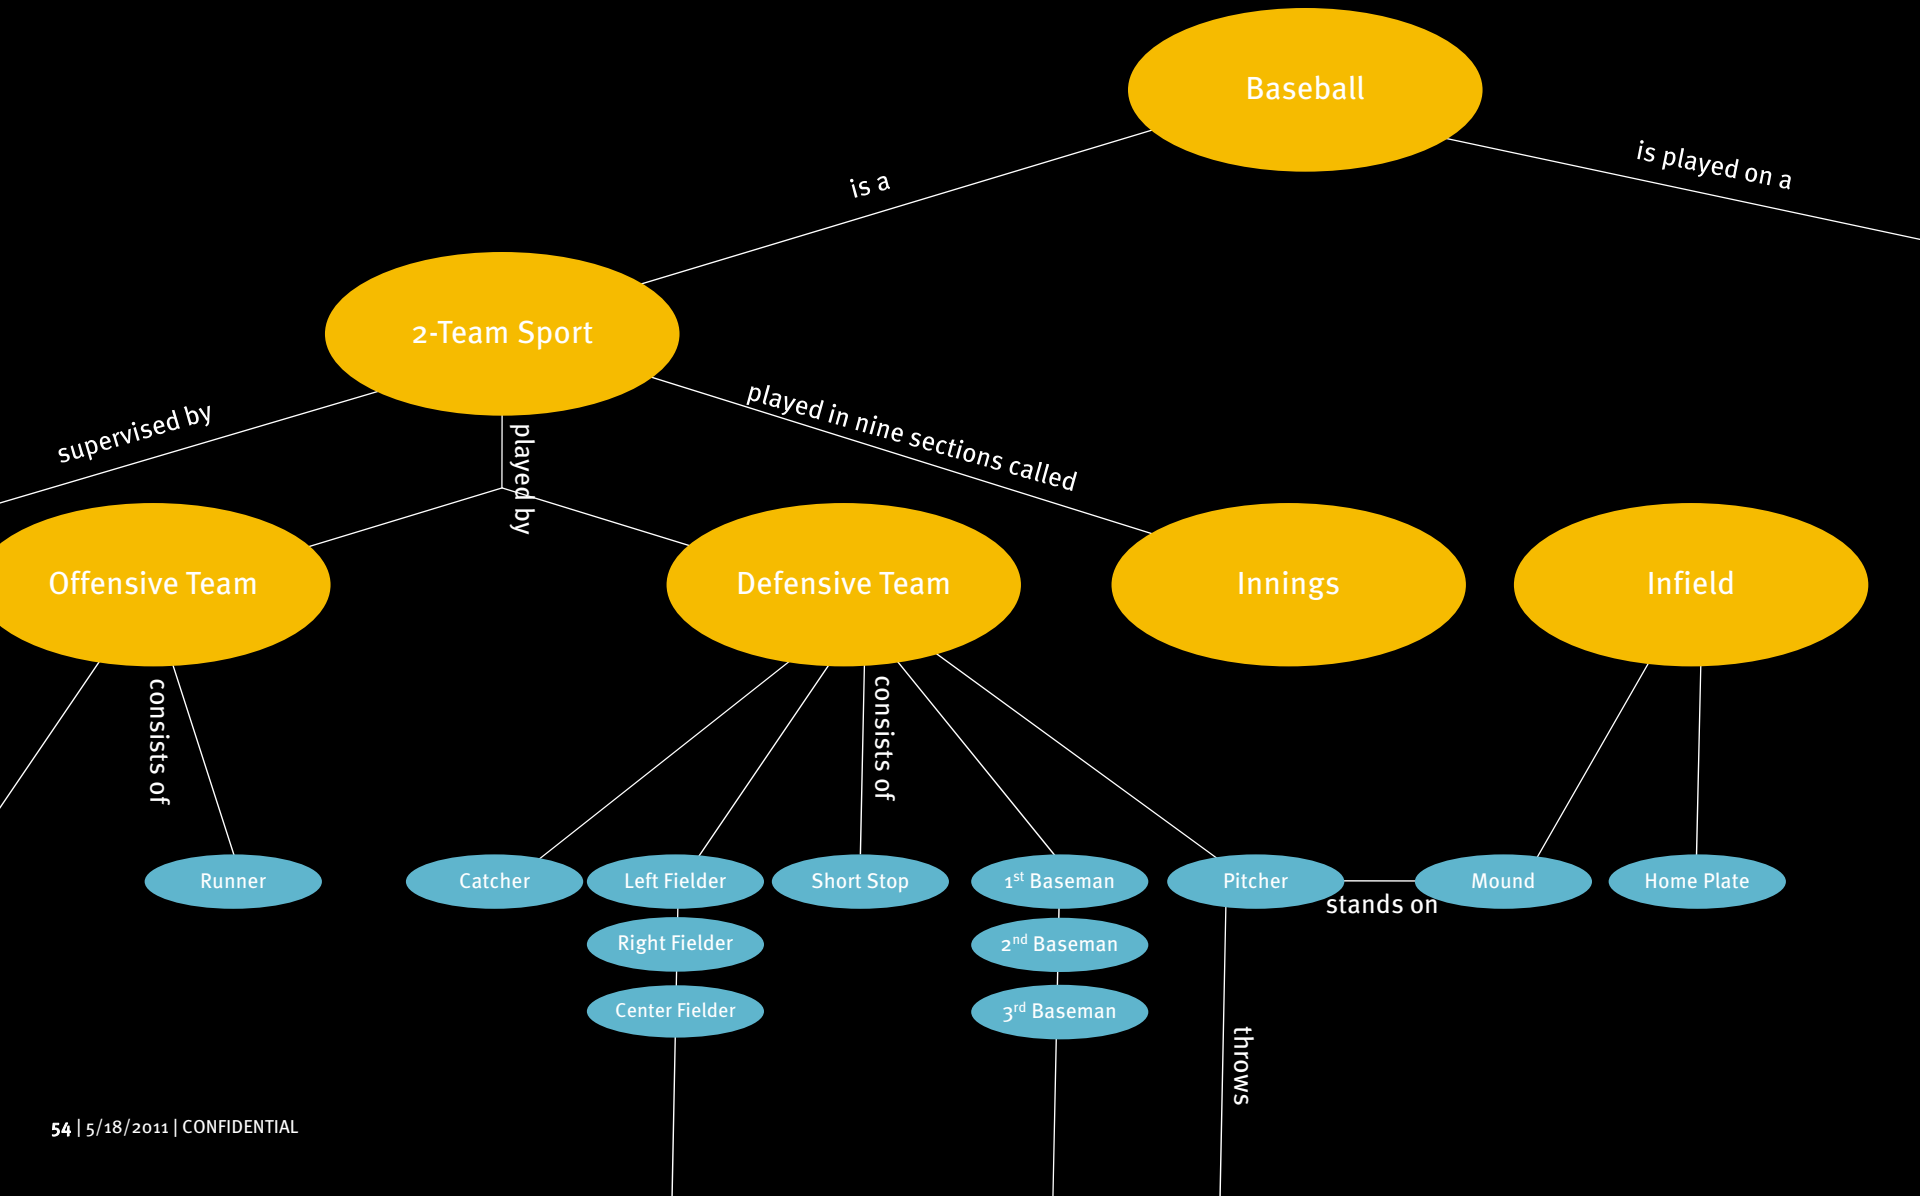 Baseball
is a
is played on a
2-Team Sport
supervised by
played by
played in nine sections called
Offensive Team
Defensive Team
Innings
Infield
consists of
consists of
Runner
Catcher
Left Fielder
Short Stop
1st Baseman
Pitcher
Mound
Home Plate
stands on
Right Fielder
2nd Baseman
Center Fielder
3rd Baseman
throws
54 | 5/18/2011 | CONFIDENTIAL